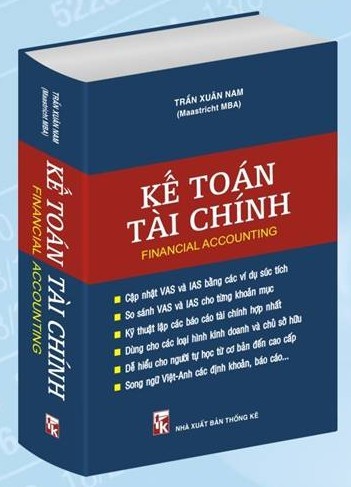 TRẦN XUÂN NAM
(Maastricht MBA)
KẾ TOÁN
TÀI CHÍNH
FINANCIAL ACCOUNTING
Cập nhật VAS và IAS bằng các ví dụ súc tích
So sánh VAS và IAS cho từng khoản mục
Kỹ thuật lập các báo cáo tài chính hợp nhất
Dùng cho các loại hình kinh doanh và chủ sở hữu
Dễ hiểu cho người tự học từ cơ bản đến cao cấp
Song ngữ Việt-Anh các định khoản, báo cáo...
NHÀ XUẤT BẢN THỐNG KÊ
TRẦN XUÂN NAM
(Maastricht MBA)
KẾ TOÁN TÀI CHÍNH
FINANCIAL ACCOUNTING